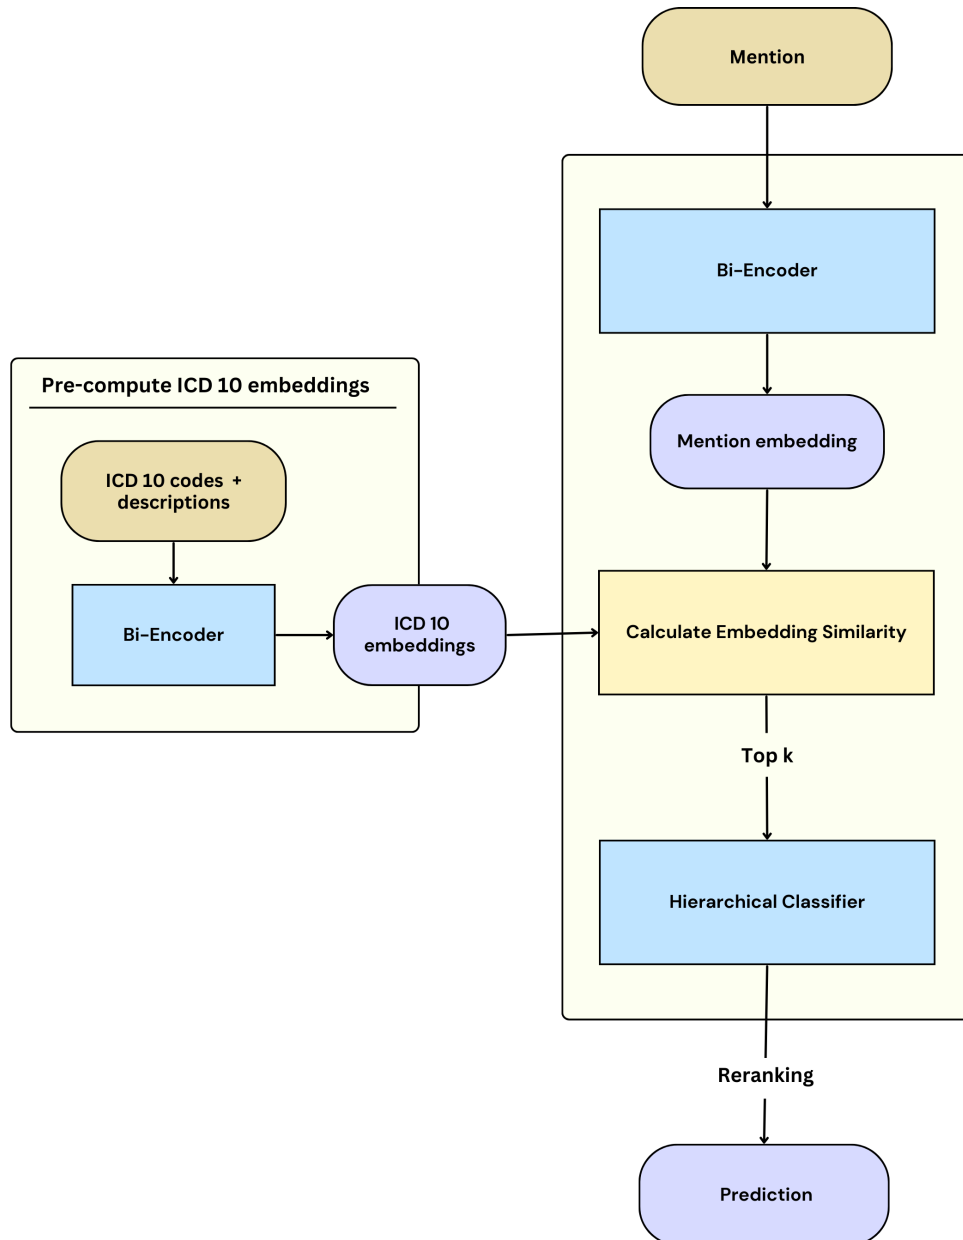 Mention
Bi-Encoder
Mention embedding
Pre-compute ICD 10 embeddings
ICD 10 codes +
descriptions
Bi-Encoder
ICD 10
embeddings
Calculate Embedding Similarity
Top k
Hierarchical Classifier
Reranking
Prediction